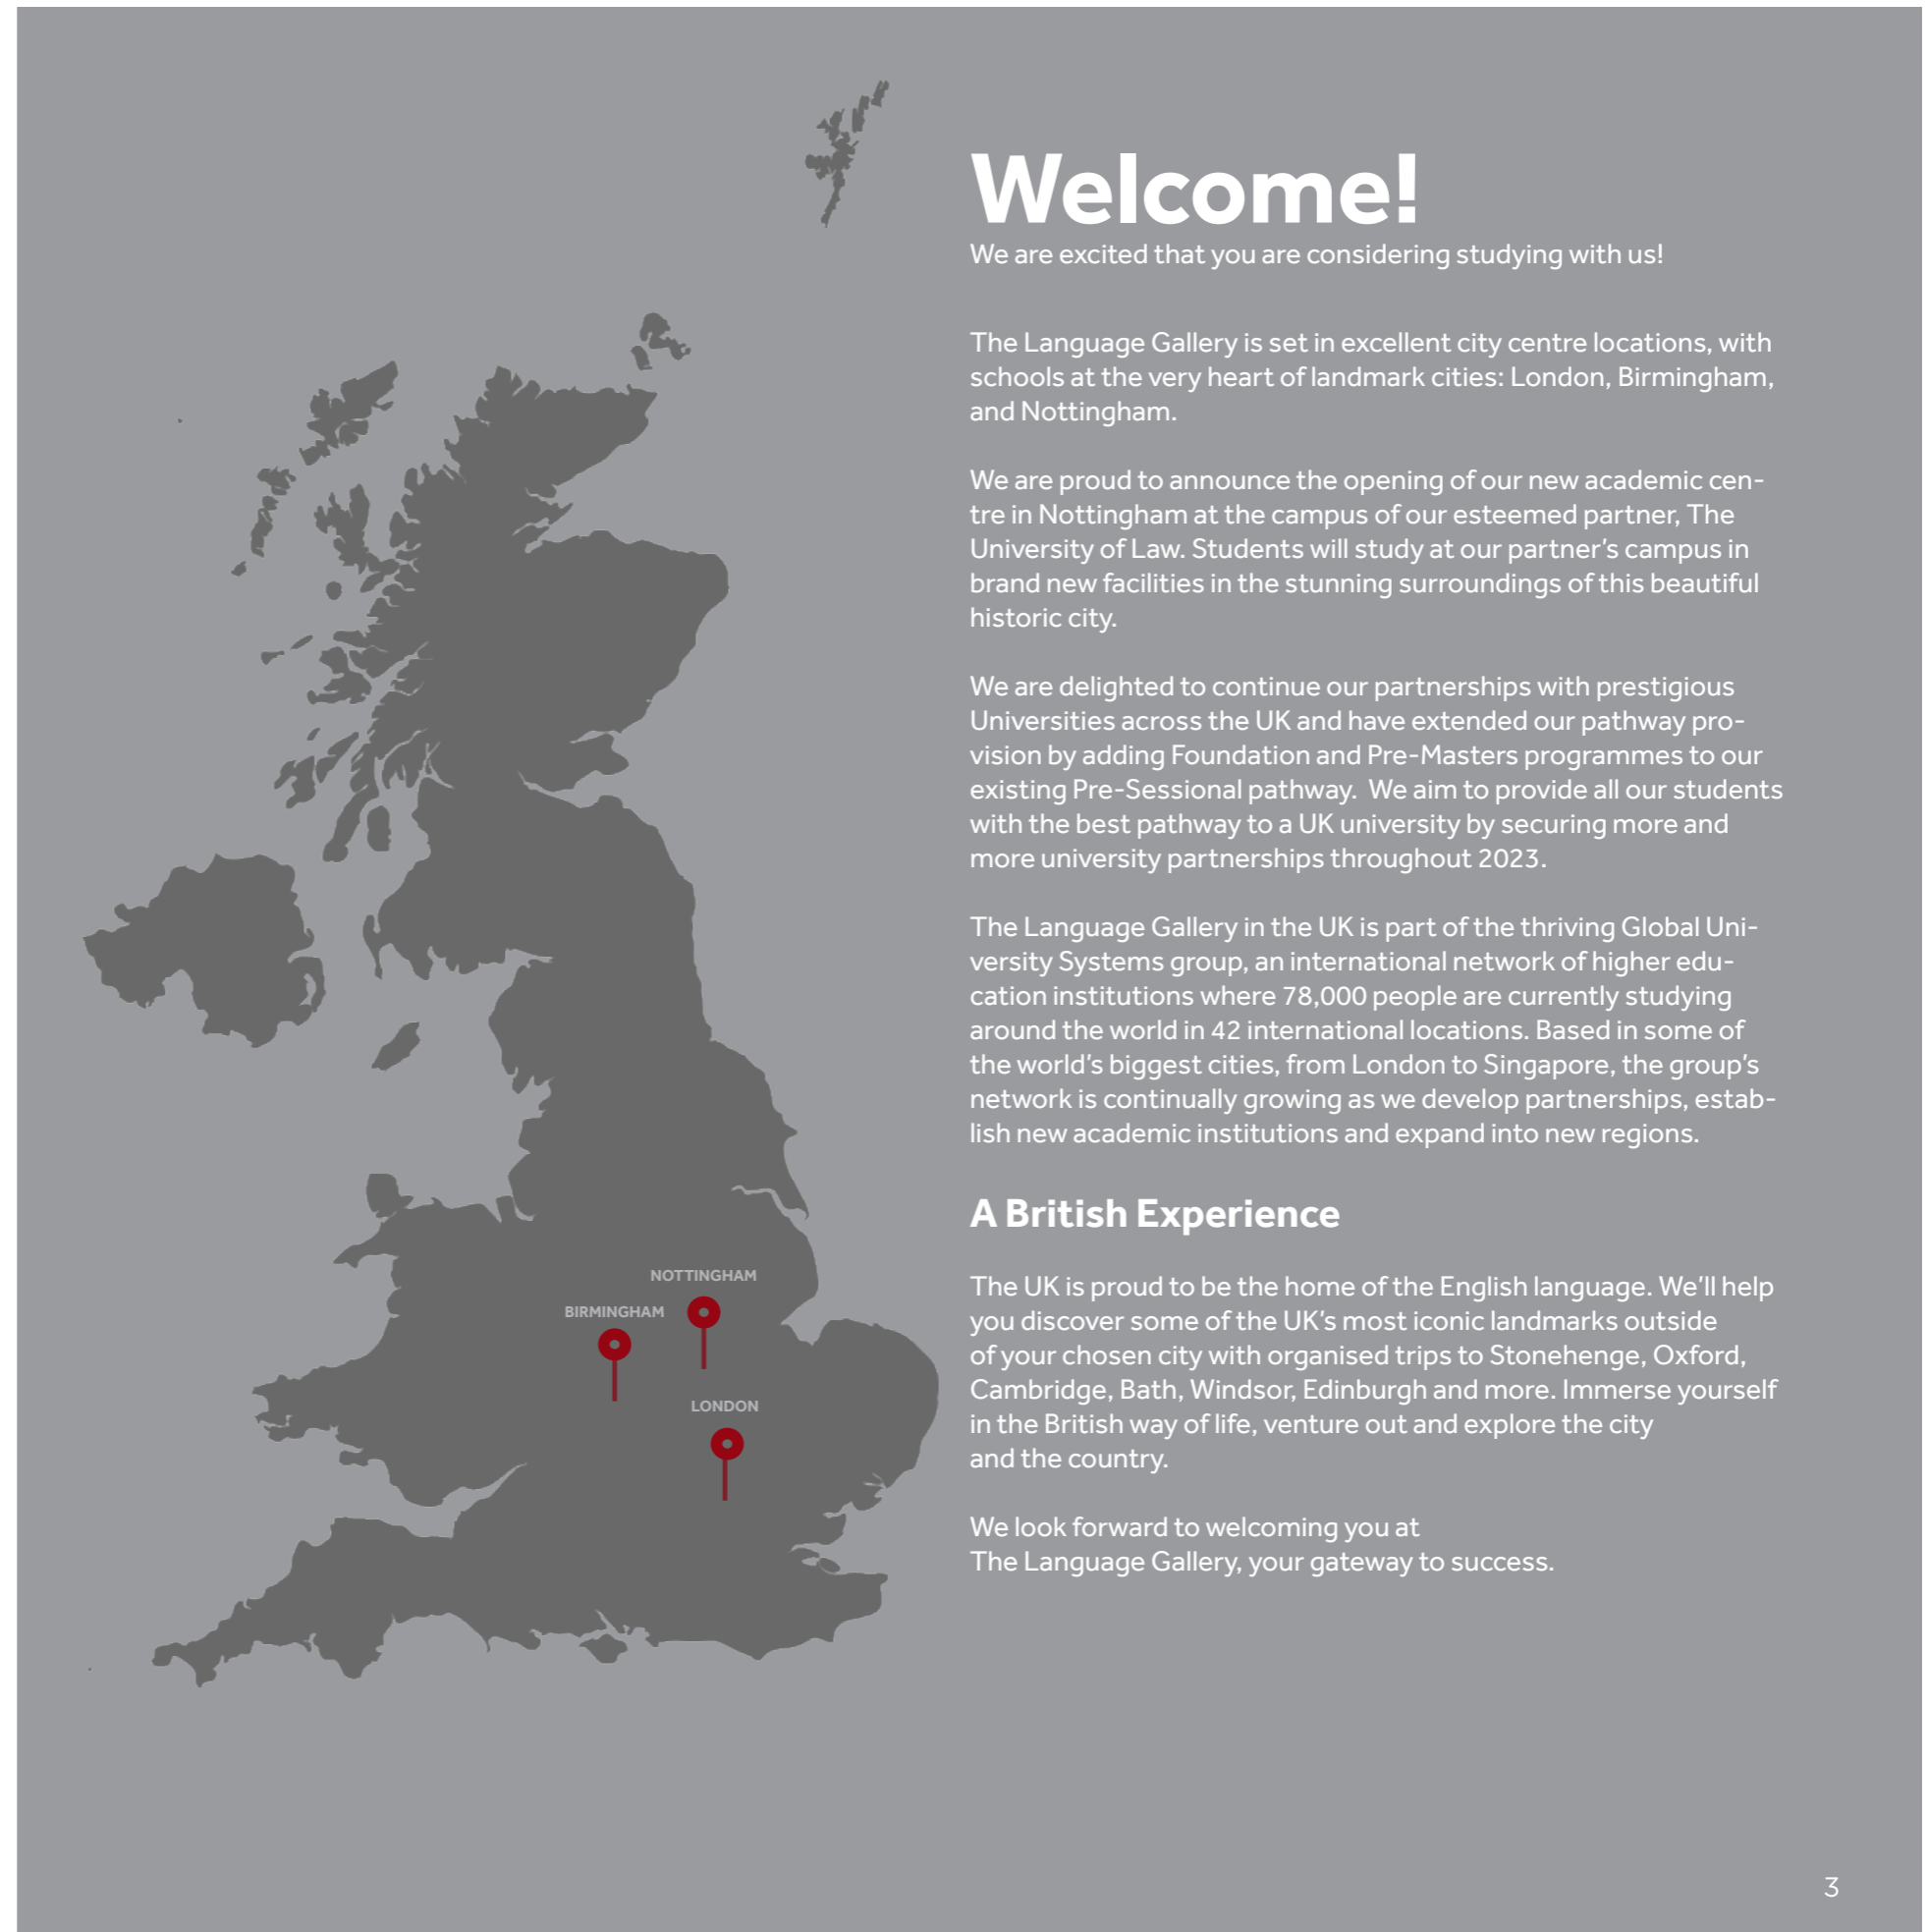 Welcome!
We are excited that you are considering studying with us!
The Language Gallery is set in excellent city centre locations, with
schools at the very heart of landmark cities: London, Birmingham,
and Nottingham.
We are proud to announce the opening of our new academic cen-
tre in Nottingham at the campus of our esteemed partner, The
University of Law. Students will study at our partner's campus in
brand new facilities in the stunning surroundings of this beautiful
historic city.
We are delighted to continue our partnerships with prestigious
Universities across the UK and have extended our pathway pro-
vision by adding Foundation and Pre-Masters programmes to our
existing Pre-Sessional pathway.  We aim to provide all our students
with the best pathway to a UK university by securing more and
more university partnerships throughout 2023.
The Language Gallery in the UK is part of the thriving Global Uni-
versity Systems group, an international network of higher edu-
cation institutions where 78,000 people are currently studying
around the world in 42 international locations. Based in some of
the world's biggest cities, from London to Singapore, the group's
network is continually growing as we develop partnerships, estab-
lish new academic institutions and expand into new regions.
A British Experience
The UK is proud to be the home of the English language. We'll help
you discover some of the UK's most iconic landmarks outside
of your chosen city with organised trips to Stonehenge, Oxford,
Cambridge, Bath, Windsor, Edinburgh and more. Immerse yourself
in the British way of life, venture out and explore the city
and the country.
We look forward to welcoming you at
The Language Gallery, your gateway to success.
NOTTINGHAM
BIRMINGHAM
LONDON
3